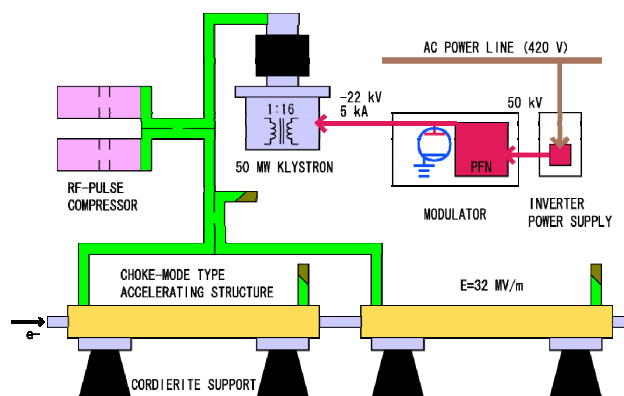 AC POWER LINE (420 V)
1:16
-22 kV
5 kA
50 kV
50 MW KLYSTRON
PFN
RF-PULSE
COMPRESSOR
MODULATOR
INVERTER
POWER SUPPLY
CHOKE-MODE TYPE
ACCELERATING STRUCTURE
E=32 MV/m
e-
CORDIERITE SUPPORT